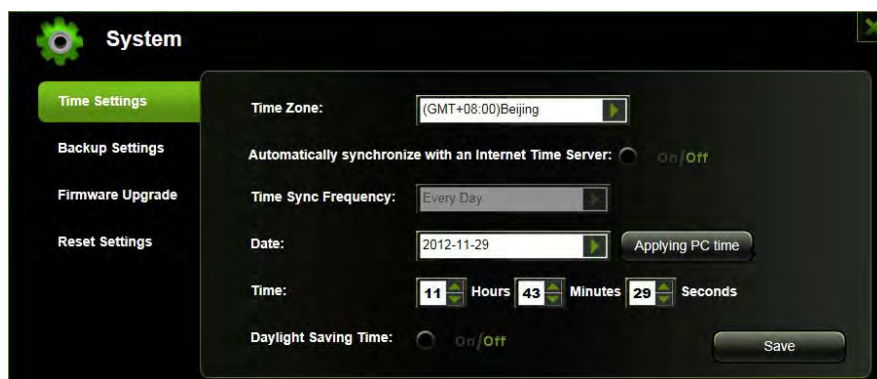 System
Time Settings
Backup Settings
Firmware Upgrade
Reset Settings
Time Zone: (GMT+08:00)Beijing
Automatically synchronize with an Internet Time Server: On/Off
Time Sync Frequency: Every Day
Date: 2012-11-29 Applying PC time
Time: 11 Hours 43 Minutes 29 Seconds
Daylight Saving Time: On/Off
Save